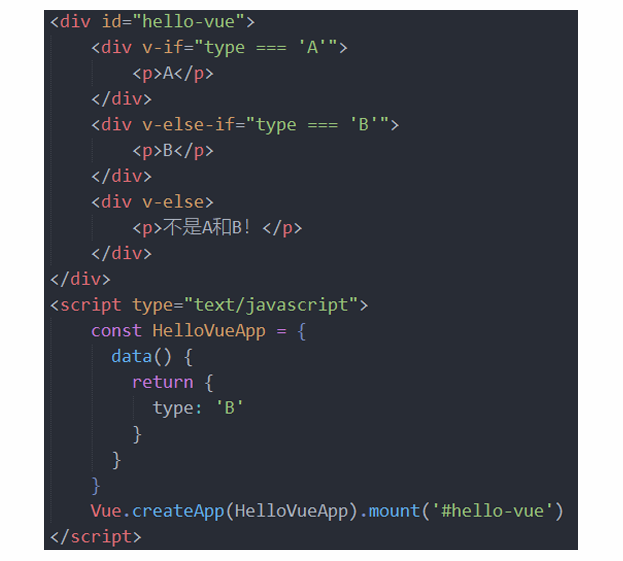 <div id="hello-vue">
    <div v-if="type === 'A'">
        <p>A</p>
    </div>
    <div v-else-if="type === 'B'">
        <p>B</p>
    </div>
    <div v-else>
        <p>不是A和B! </p>
    </div>
</div>
<script type="text/javascript">
    const HelloVueApp = {
      data() {
        return {
          type: 'B'
        }
      }
    }
    Vue.createApp(HelloVueApp).mount('#hello-vue')
</script>